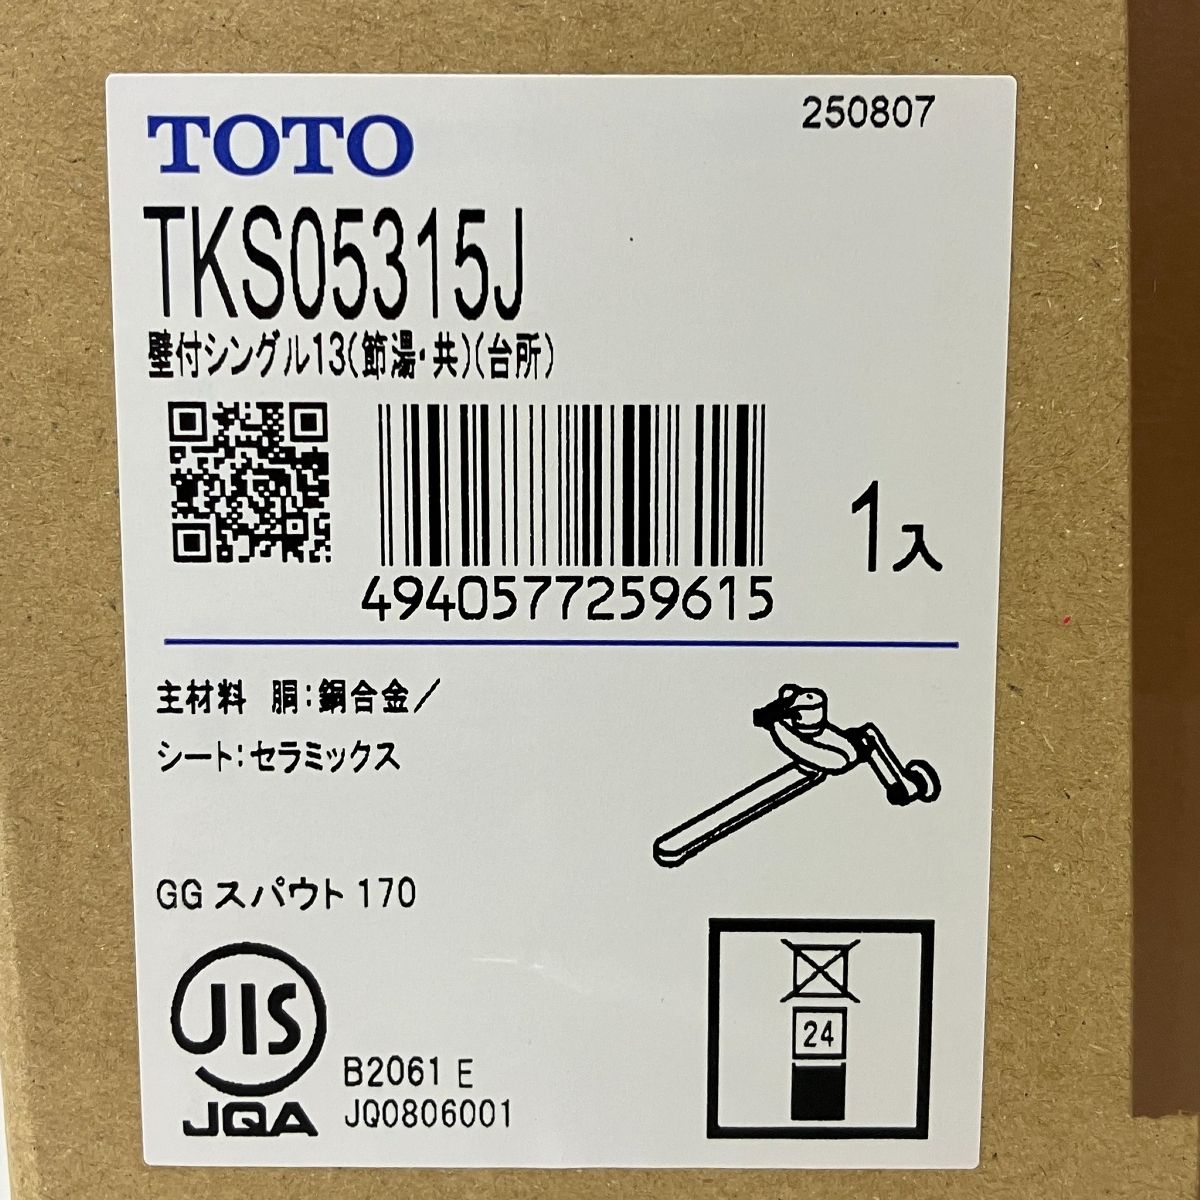 TOTO
250807
TKS05315J
壁付シングル13(節湯・共)(台所)
4940577259615
1入
主材料 胴:銅合金/
シート:セラミックス
GG スパウト 170
JIS
JQA
B2061 E
JQ0806001
24